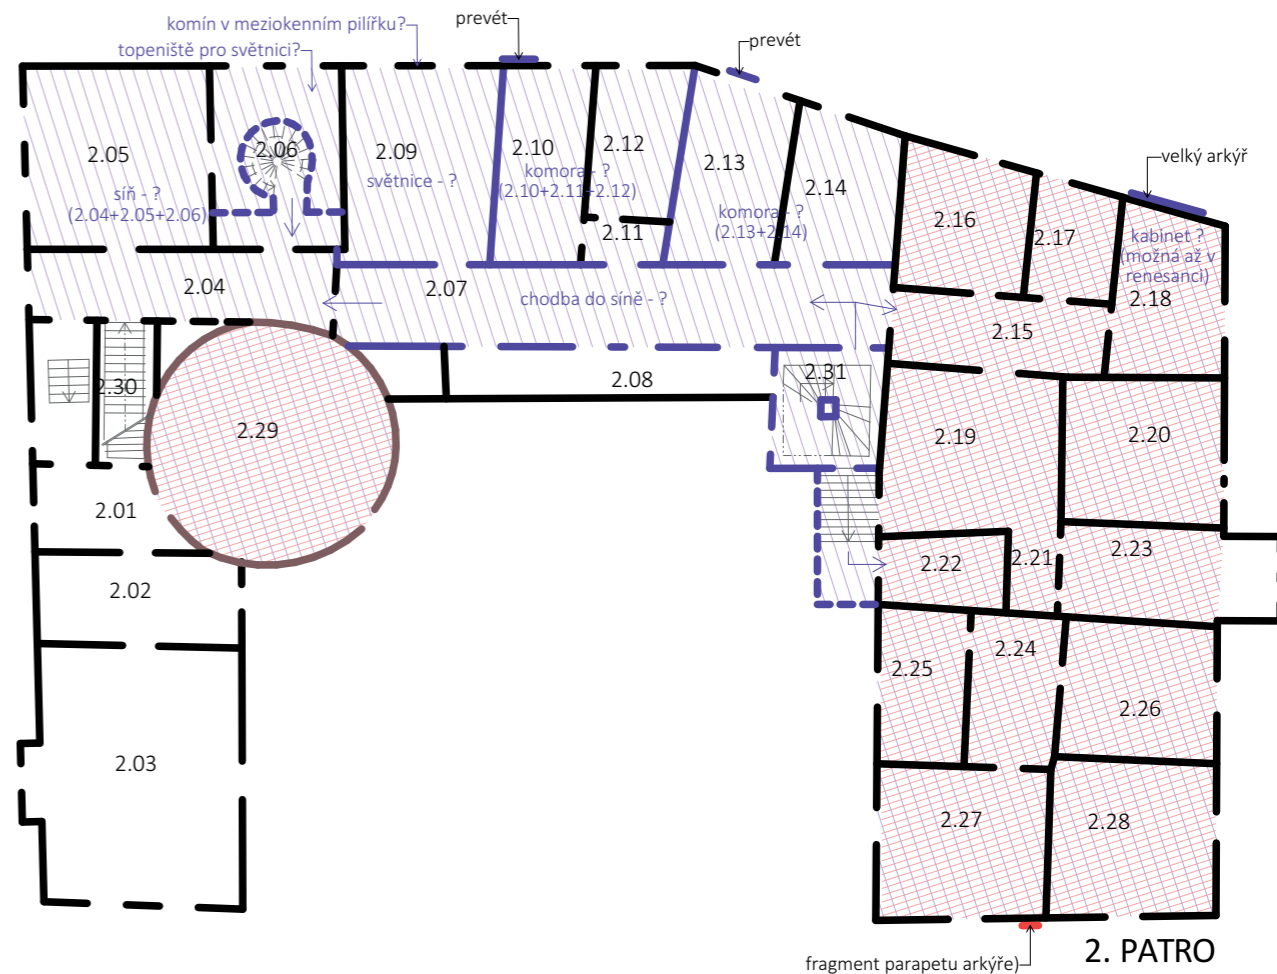 komín v meziokenním pilířku?
prevét
topeniště pro světnici?
prevét
velký arkýř
2.05
síň - ?
(2.04+2.05+2.06)
2.06
2.09
světnice - ?
2.10
komora - ?
(2.10+2.11+2.12)
2.12
2.11
2.13
komora - ?
(2.13+2.14)
2.14
2.16
2.17
kabinet ?
(možná až v
renesanci)
2.18
2.04
2.07
chodba do síně - ?
2.15
2.30
2.08
2.31
2.29
2.19
2.20
2.01
2.22
2.21
2.23
2.02
2.24
2.25
2.26
2.03
2.27
2.28
2. PATRO
fragment parapetu arkýře)